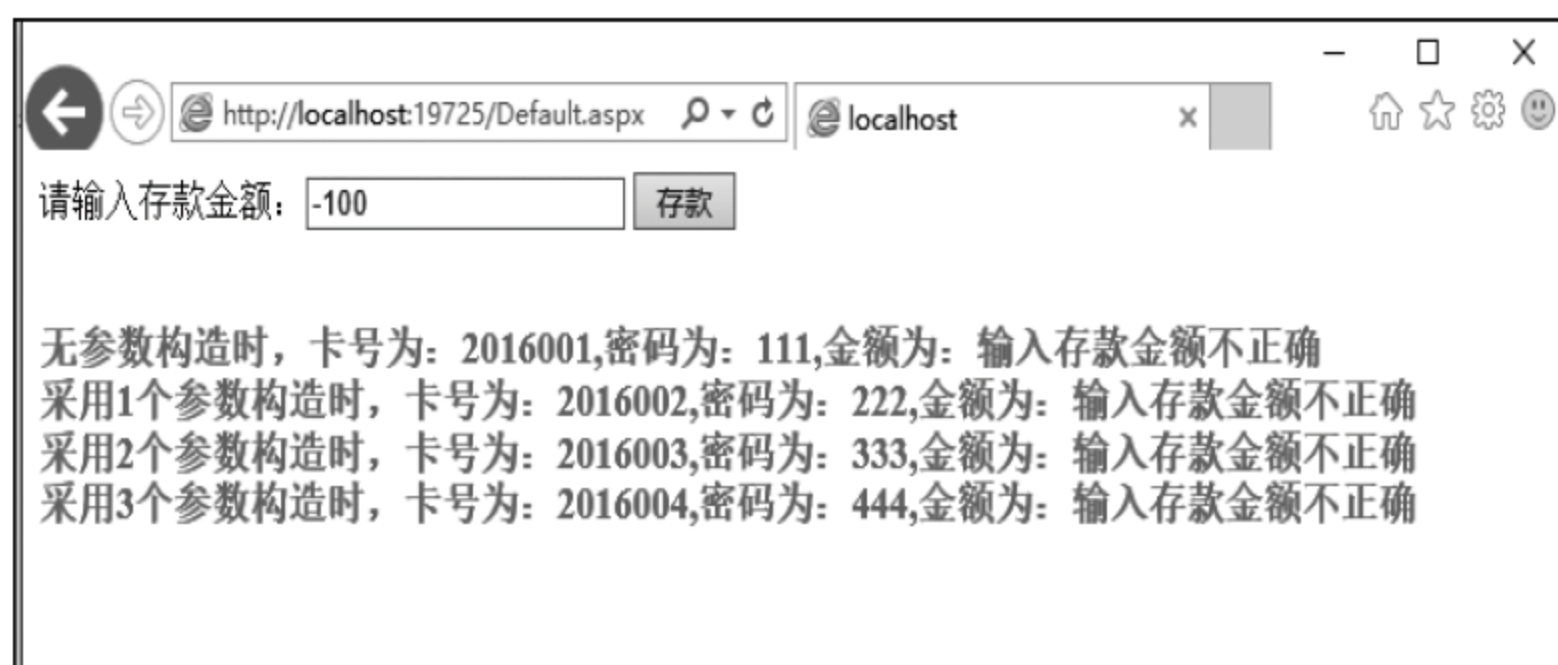 http://localhost:19725/Default.aspx
localhost
请输入存款金额：-100 存款
无参数构造时，卡号为：2016001,密码为：111,金额为：输入存款金额不正确
采用1个参数构造时，卡号为：2016002,密码为：222,金额为：输入存款金额不正确
采用2个参数构造时，卡号为：2016003,密码为：333,金额为：输入存款金额不正确
采用3个参数构造时，卡号为：2016004,密码为：444,金额为：输入存款金额不正确